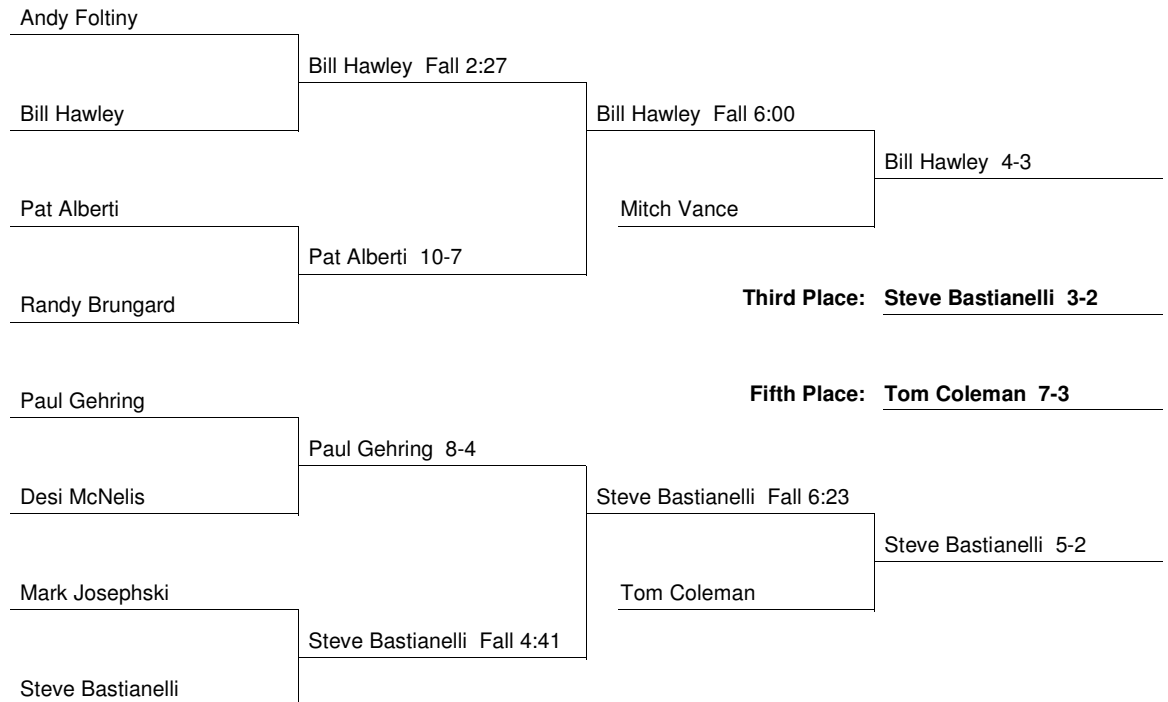 Andy Foltiny
Bill Hawley  Fall 2:27
Bill Hawley
Bill Hawley  Fall 6:00
Bill Hawley  4-3
Pat Alberti
Mitch Vance
Pat Alberti  10-7
Randy Brungard
Third Place:  Steve Bastianelli  3-2
Paul Gehring
Fifth Place:  Tom Coleman  7-3
Paul Gehring  8-4
Desi McNelis
Steve Bastianelli  Fall 6:23
Steve Bastianelli  5-2
Mark Josephski
Tom Coleman
Steve Bastianelli  Fall 4:41
Steve Bastianelli